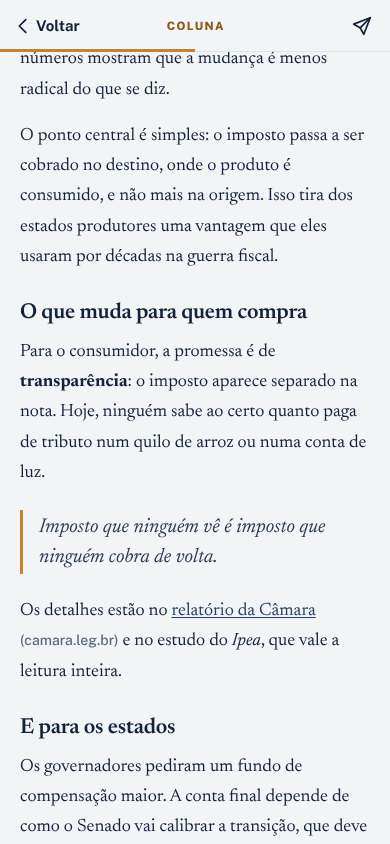 Voltar
COLUNA
números mostram que a mudança é menos
radical do que se diz.
O ponto central é simples: o imposto passa a ser
cobrado no destino, onde o produto é
consumido, e não mais na origem. Isso tira dos
estados produtores uma vantagem que eles
usaram por décadas na guerra fiscal.
O que muda para quem compra
Para o consumidor, a promessa é de
transparência: o imposto aparece separado na
nota. Hoje, ninguém sabe ao certo quanto paga
de tributo num quilo de arroz ou numa conta de
luz.
Imposto que ninguém vê é imposto que
ninguém cobra de volta.
Os detalhes estão no relatório da Câmara
(camara.leg.br) e no estudo do Ipea, que vale a
leitura inteira.
E para os estados
Os governadores pediram um fundo de
compensação maior. A conta final depende de
como o Senado vai calibrar a transição, que deve